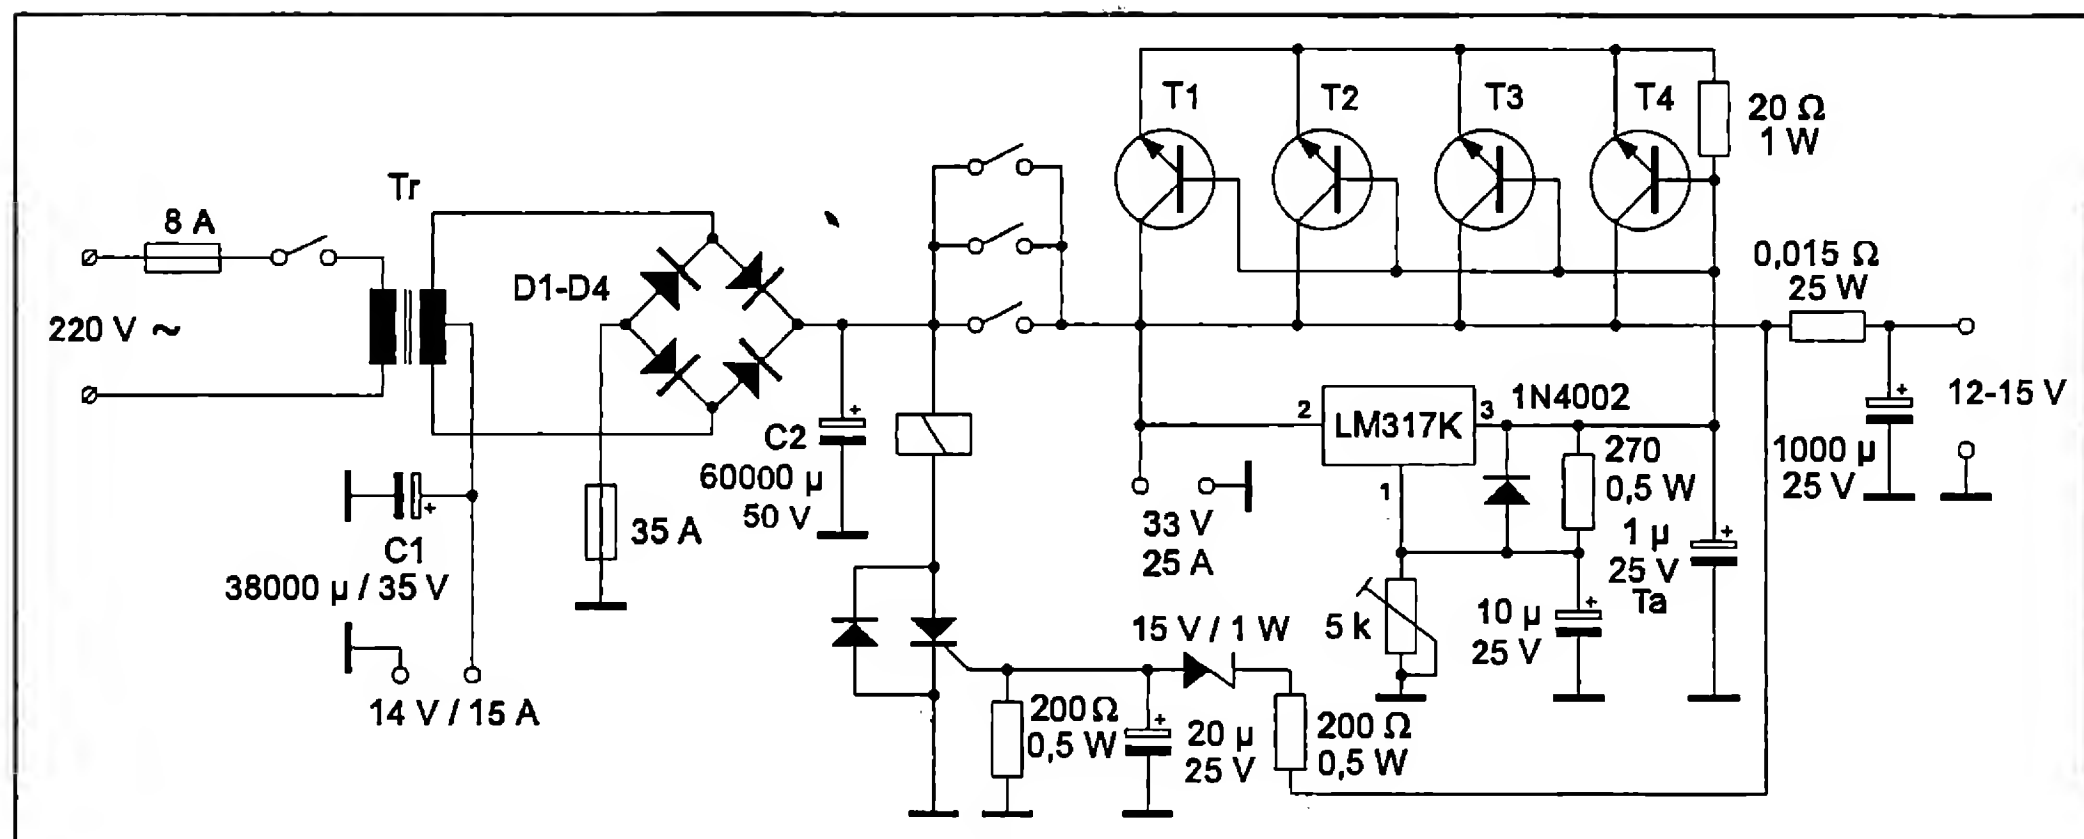 T1
T2
T3
T4
20 Ω
1 W
Tr
8 A
D1-D4
0,015 Ω
25 W
220 V ~
12-15 V
2
LM317K
3
1N4002
C2
60000 µ
50 V
+
+
1000 µ
25 V
270
0,5 W
1
35 A
C1
38000 µ / 35 V
+
33 V
25 A
1 µ
25 V
Ta
+
5 k
10 µ
25 V
+
15 V / 1 W
14 V / 15 A
200 Ω
0,5 W
+
20 µ
25 V
200 Ω
0,5 W